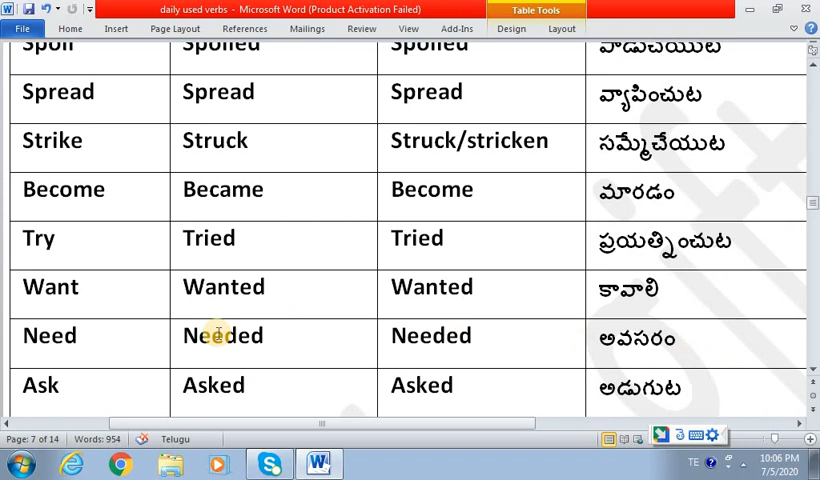 daily used verbs - Microsoft Word (Product Activation Failed)
Table Tools
File Home Insert Page Layout References Mailings Review View Add-Ins Design Layout
Spoil Spoiled Spoiled పాడుచేయుట
Spread Spread Spread వ్యాపించుట
Strike Struck Struck/stricken సమ్మేచేయుట
Become Became Become మారడం
Try Tried Tried ప్రయత్నించుట
Want Wanted Wanted కావాలి
Need Needed Needed అవసరం
Ask Asked Asked అడుగుట
Page: 7 of 14 Words: 954 Telugu
TE 10:06 PM
7/5/2020